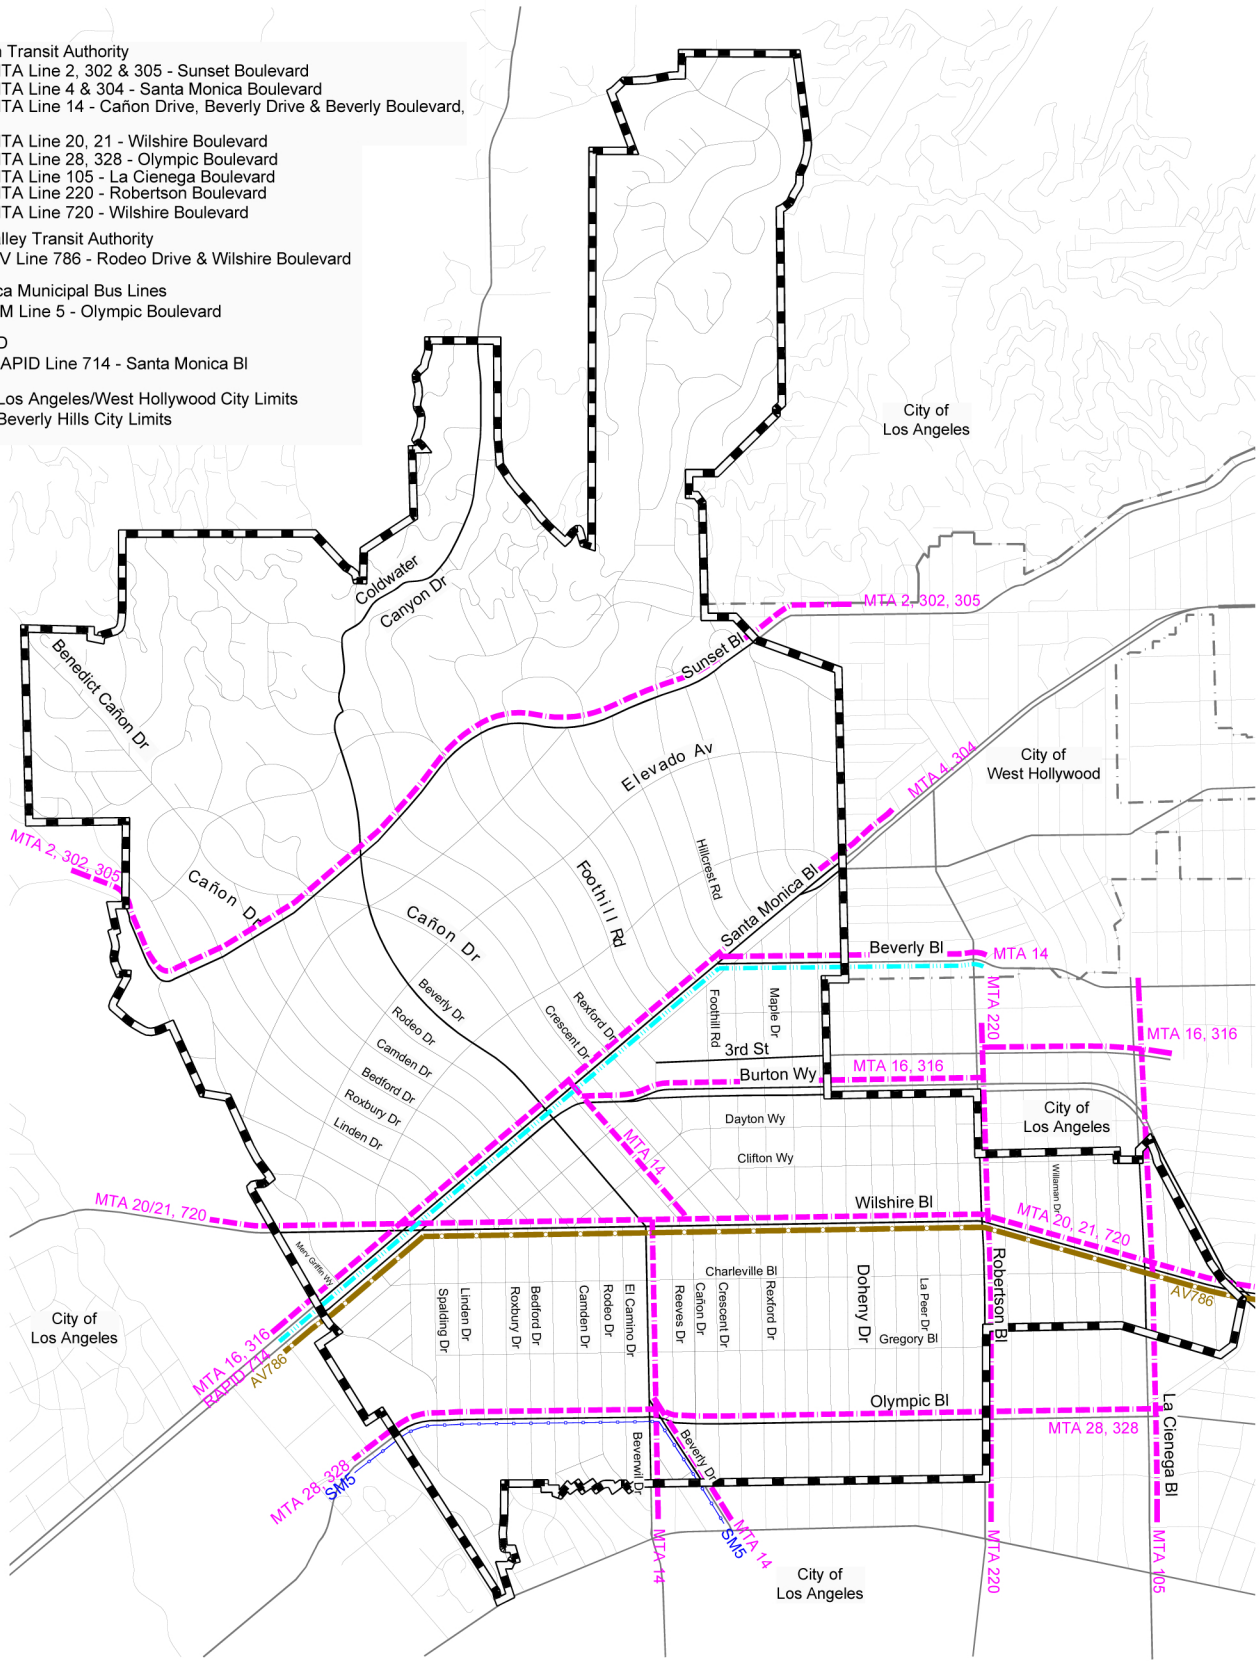 n Transit Authority
TA Line 2, 302 & 305 - Sunset Boulevard
TA Line 4 & 304 - Santa Monica Boulevard
TA Line 14 - Cañon Drive, Beverly Drive & Beverly Boulevard,
TA Line 20, 21 - Wilshire Boulevard
TA Line 28, 328 - Olympic Boulevard
TA Line 105 - La Cienega Boulevard
TA Line 220 - Robertson Boulevard
TA Line 720 - Wilshire Boulevard
lley Transit Authority
V Line 786 - Rodeo Drive & Wilshire Boulevard
ca Municipal Bus Lines
M Line 5 - Olympic Boulevard
D
APID Line 714 - Santa Monica Bl
Los Angeles/West Hollywood City Limits
Beverly Hills City Limits
City of
Los Angeles
Coldwater
Canyon Dr
MTA 2, 302, 305
Sunset Bl
Benedict Cañon Dr
Elevado Av
City of
West Hollywood
MTA 4, 304
MTA 2, 302, 305
Cañon Dr
Cañon Dr
Foothill Rd
Hillcrest Rd
Santa Monica Bl
Beverly Bl
MTA 14
Beverly Dr
Rodeo Dr
Camden Dr
Bedford Dr
Roxbury Dr
Linden Dr
Rexford Dr
Crescent Dr
Foothill Rd
Maple Dr
MTA 220
MTA 16, 316
3rd St
Burton Wy
MTA 16, 316
City of
Los Angeles
Dayton Wy
Clifton Wy
MTA 14
Willaman Dr
MTA 20/21, 720
Wilshire Bl
MTA 20, 21, 720
Merv Griffin Wy
Charleville Bl
AV786
Spalding Dr
Linden Dr
Roxbury Dr
Bedford Dr
Camden Dr
Rodeo Dr
El Camino Dr
Reeves Dr
Cañon Dr
Crescent Dr
Rexford Dr
Doheny Dr
La Peer Dr
Robertson Bl
Gregory Bl
City of
Los Angeles
MTA 16, 316
RAPID 714
AV786
Olympic Bl
MTA 28, 328
La Cienega Bl
MTA 28, 328
SM5
Beverwil Dr
Beverly Dr
MTA 14
SM5
MTA 14
MTA 220
MTA 105
City of
Los Angeles